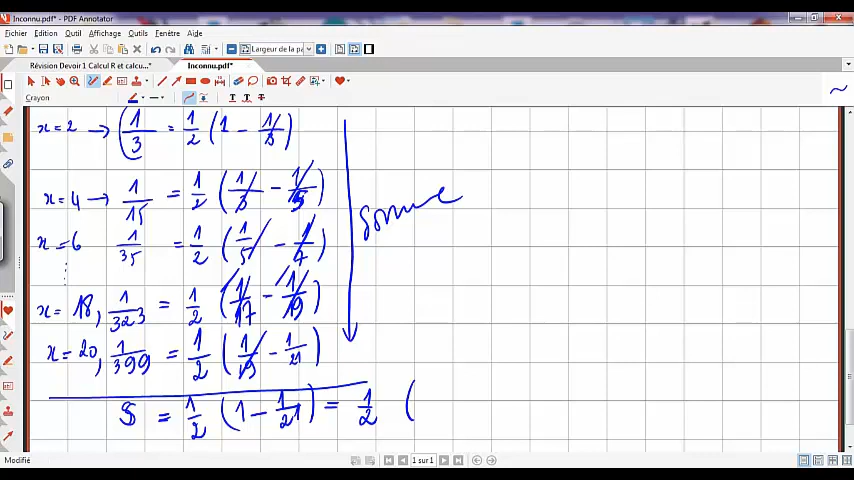 Inconnu.pdf* - PDF Annotator
Fichier Edition Outil Affichage Outils Fenêtre Aide
Largeur de la pa
Révision Devoir 1 Calcul R et calcu...* Inconnu.pdf*
Crayon
x = 2 → ( 1/3 = 1/2 (1 - 1/3)
x = 4 → 1/15 = 1/2 (1/3 - 1/5)
x = 6 1/35 = 1/2 (1/5 - 1/7)
⋮
x = 18, 1/323 = 1/2 (1/17 - 1/19)
x = 20, 1/399 = 1/2 (1/19 - 1/21)
somme
S = 1/2 (1 - 1/21) = 1/2 (
Modifié 1 sur 1